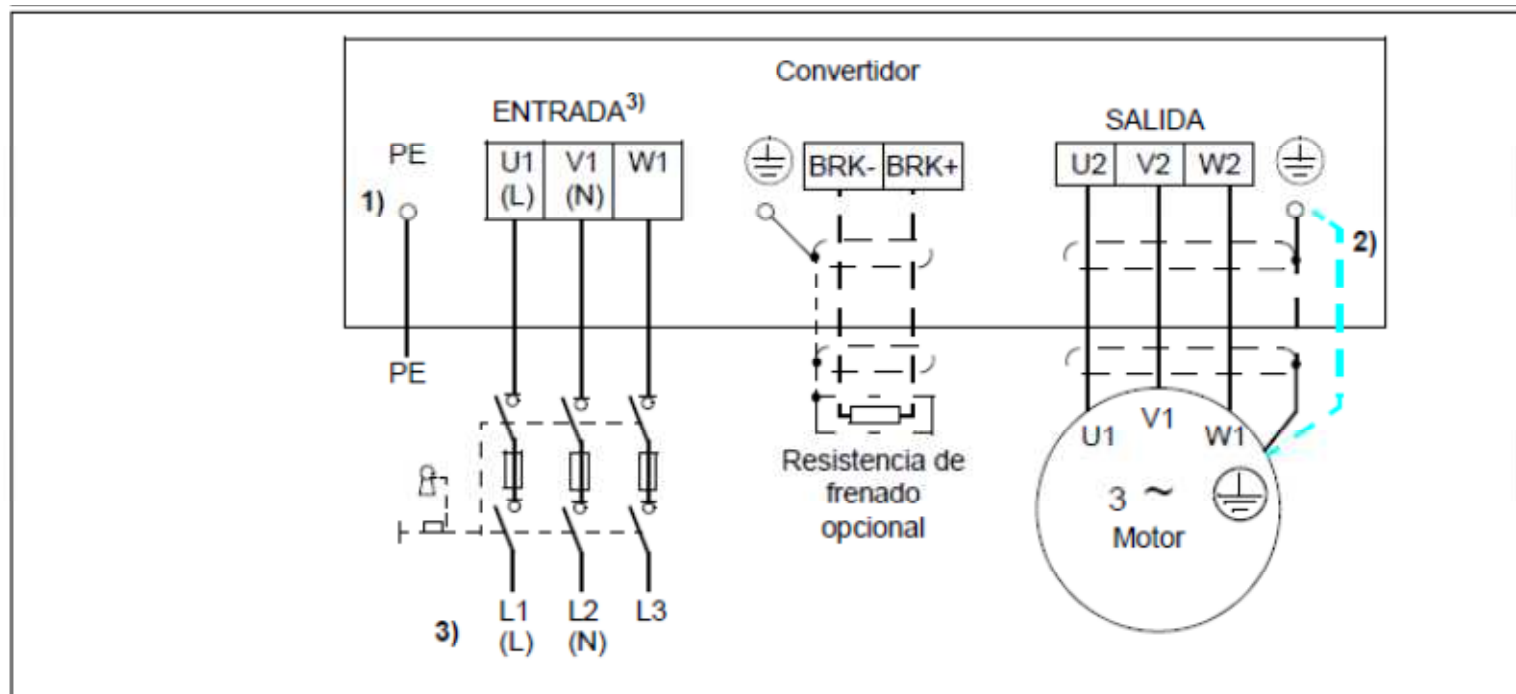 Convertidor
ENTRADA3)
SALIDA
PE
U1
(L)
V1
(N)
W1
BRK-
BRK+
U2
V2
W2
1)
2)
PE
U1
V1
W1
Resistencia de
frenado
opcional
3 ~
Motor
3)
L1
(L)
L2
(N)
L3